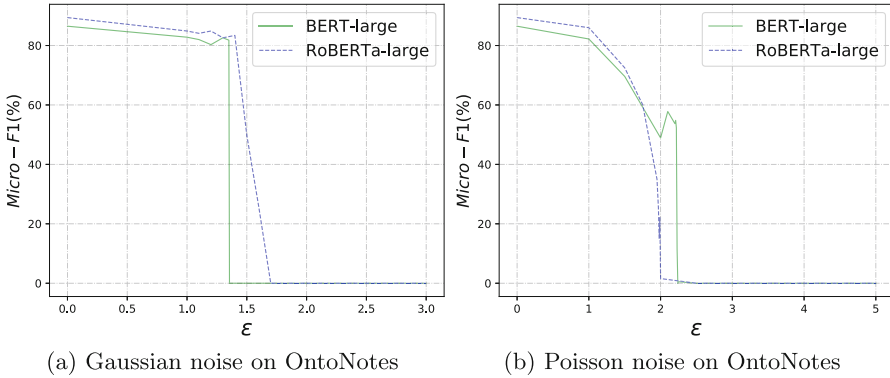 BERT-large
RoBERTa-large
Micro − F1(%)
80
60
40
20
0
0.0 0.5 1.0 1.5 2.0 2.5 3.0
ε
(a) Gaussian noise on OntoNotes
BERT-large
RoBERTa-large
Micro − F1(%)
80
60
40
20
0
0 1 2 3 4 5
ε
(b) Poisson noise on OntoNotes